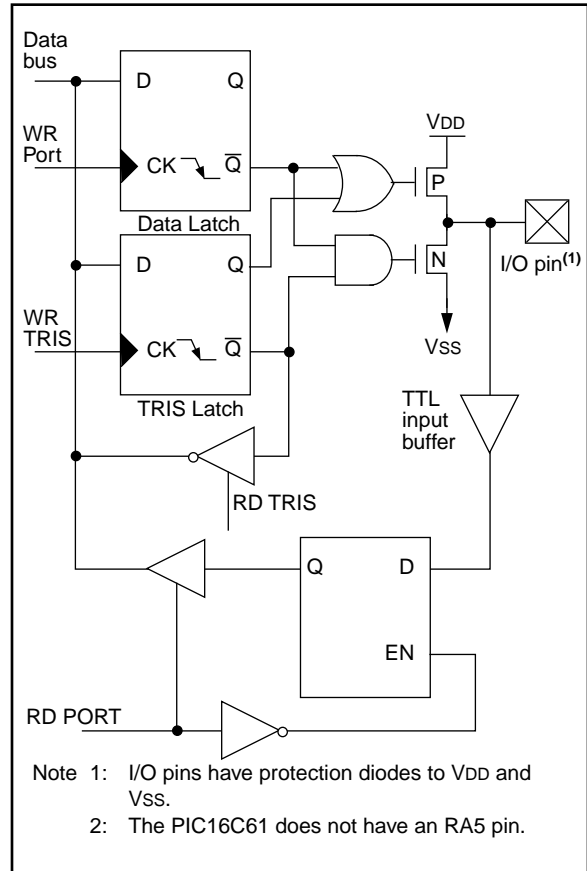 Data
bus
D Q
WR
Port
CK Q̅
Data Latch
VDD
P
I/O pin(1)
N
VSS
D Q
WR
TRIS
CK Q̅
TRIS Latch
TTL
input
buffer
RD TRIS
Q D
EN
RD PORT
Note 1: I/O pins have protection diodes to VDD and
VSS.
2: The PIC16C61 does not have an RA5 pin.